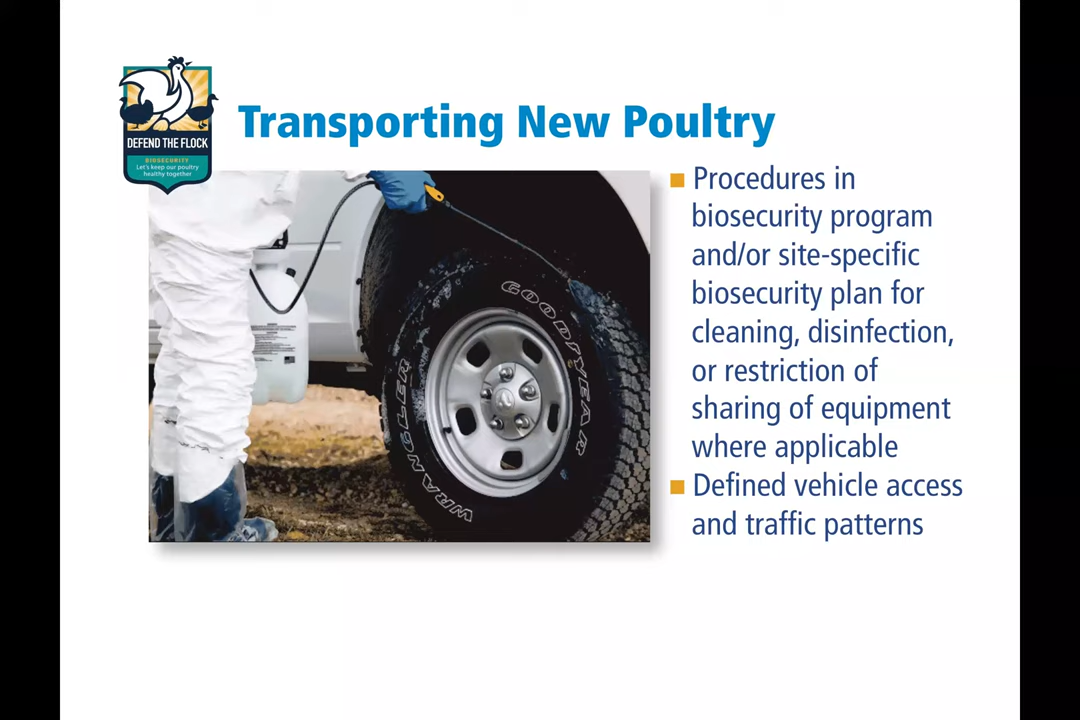 DEFEND THE FLOCK
BIOSECURITY
Let's keep our poultry
healthy together
Transporting New Poultry
GOODYEAR
WRANGLER
Procedures in
biosecurity program
and/or site-specific
biosecurity plan for
cleaning, disinfection,
or restriction of
sharing of equipment
where applicable
Defined vehicle access
and traffic patterns